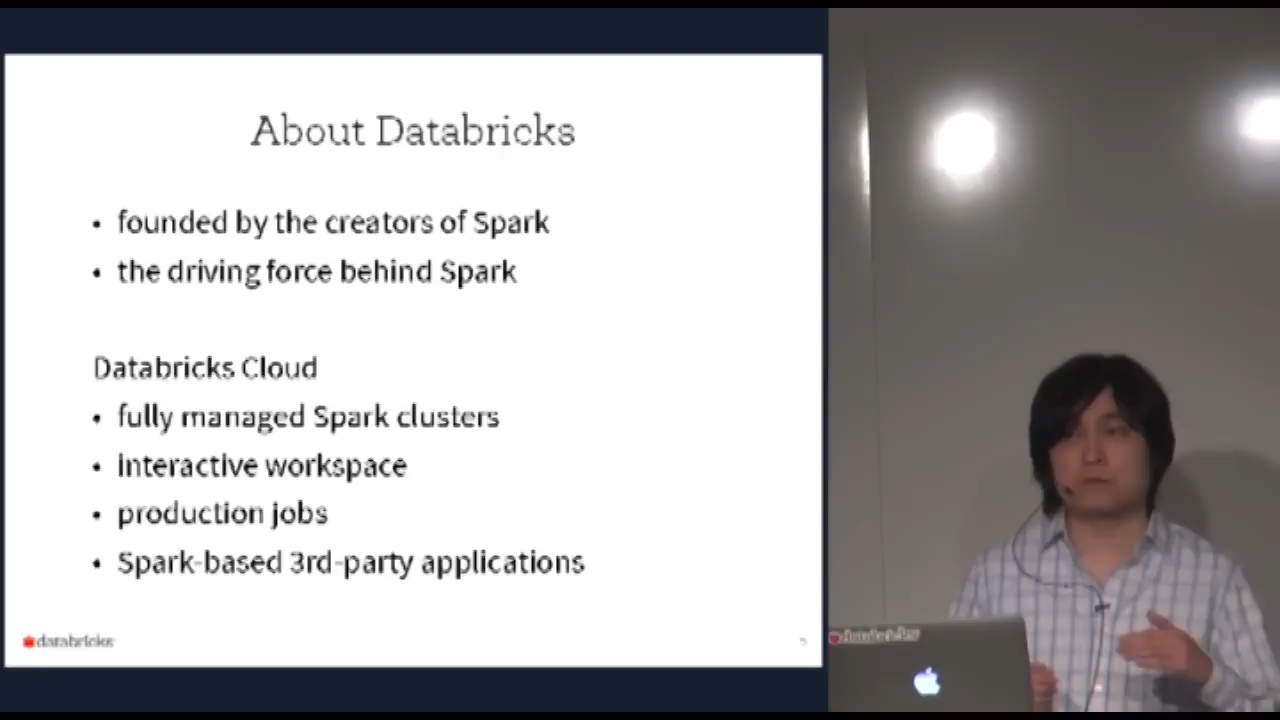 About Databricks
• founded by the creators of Spark
• the driving force behind Spark
Databricks Cloud
• fully managed Spark clusters
• interactive workspace
• production jobs
• Spark-based 3rd-party applications
databricks
databricks